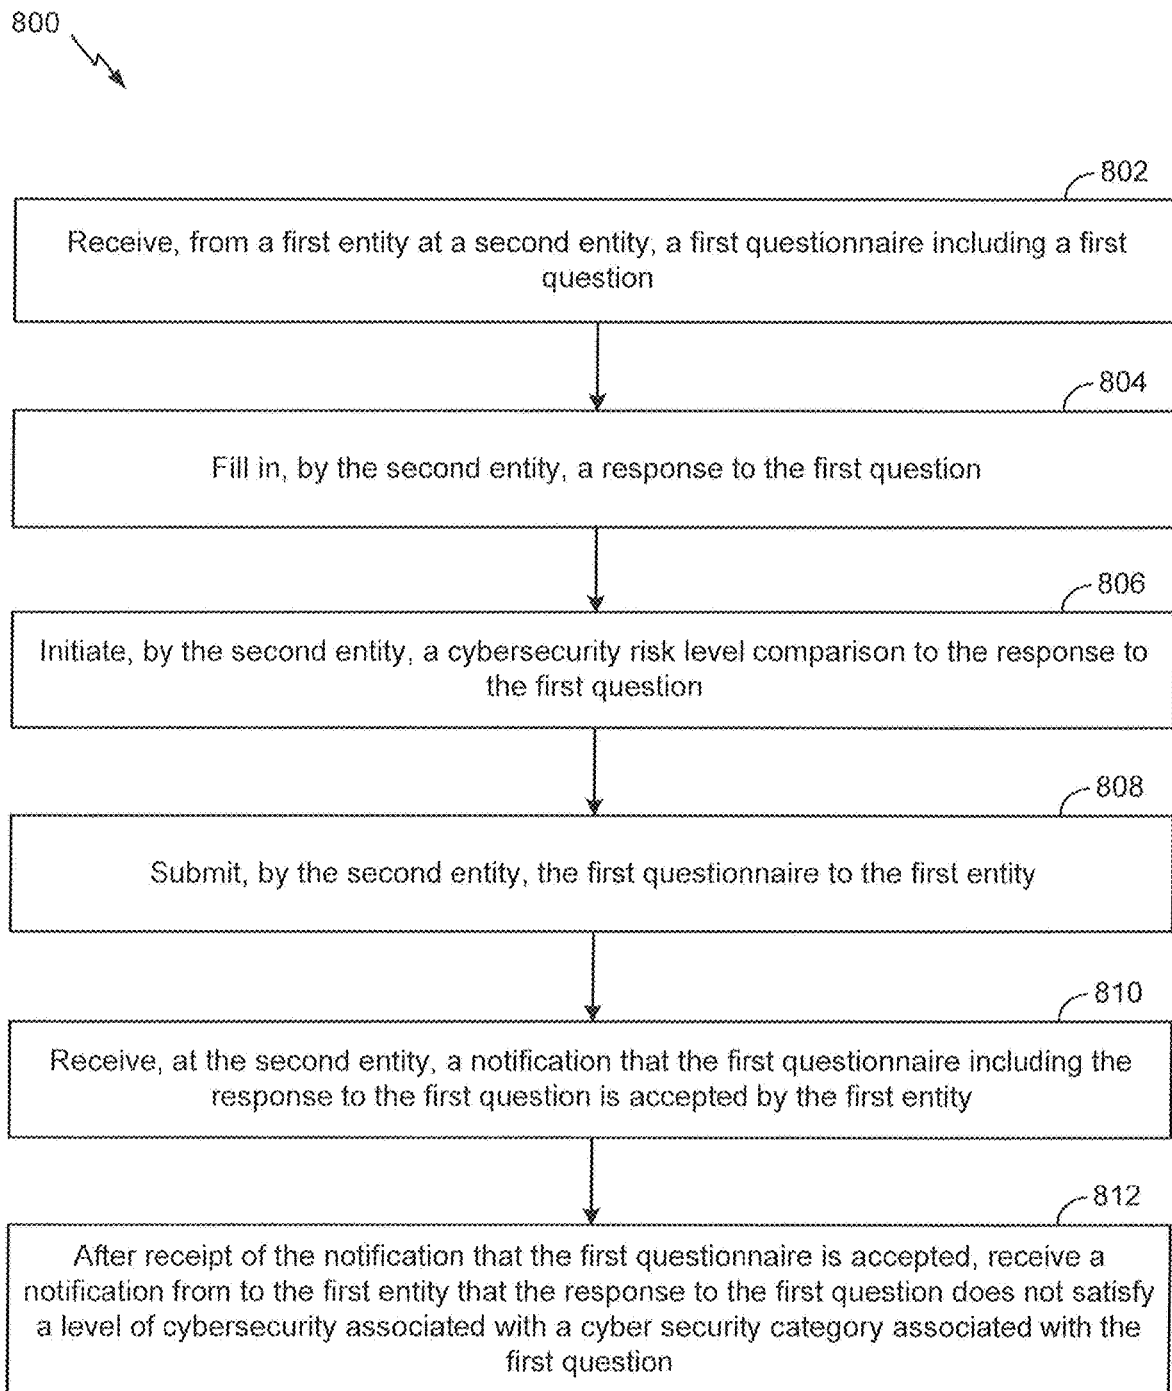 800
802
Receive, from a first entity at a second entity, a first questionnaire including a first
question
804
Fill in, by the second entity, a response to the first question
806
Initiate, by the second entity, a cybersecurity risk level comparison to the response to
the first question
808
Submit, by the second entity, the first questionnaire to the first entity
810
Receive, at the second entity, a notification that the first questionnaire including the
response to the first question is accepted by the first entity
812
After receipt of the notification that the first questionnaire is accepted, receive a
notification from to the first entity that the response to the first question does not satisfy
a level of cybersecurity associated with a cyber security category associated with the
first question